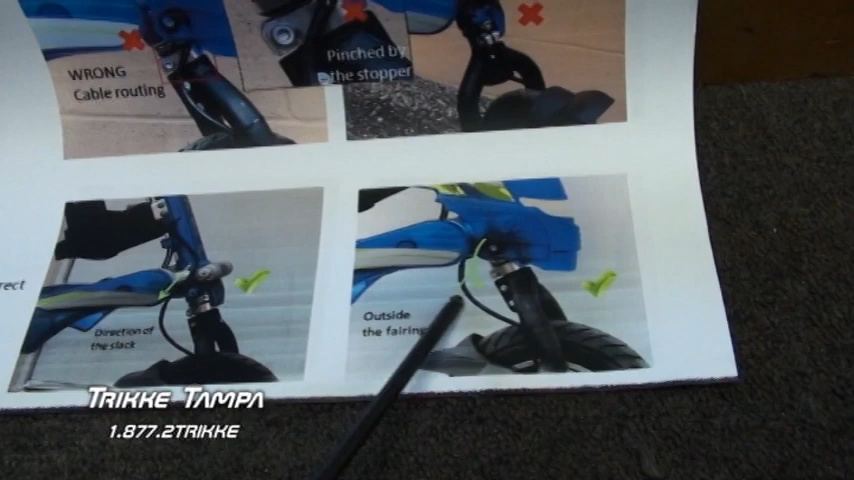 WRONG
Cable routing
Pinched by
the stopper
rect
Direction of
the slack
Outside
the fairing
TRIKKE TAMPA
1.877.2TRIKKE